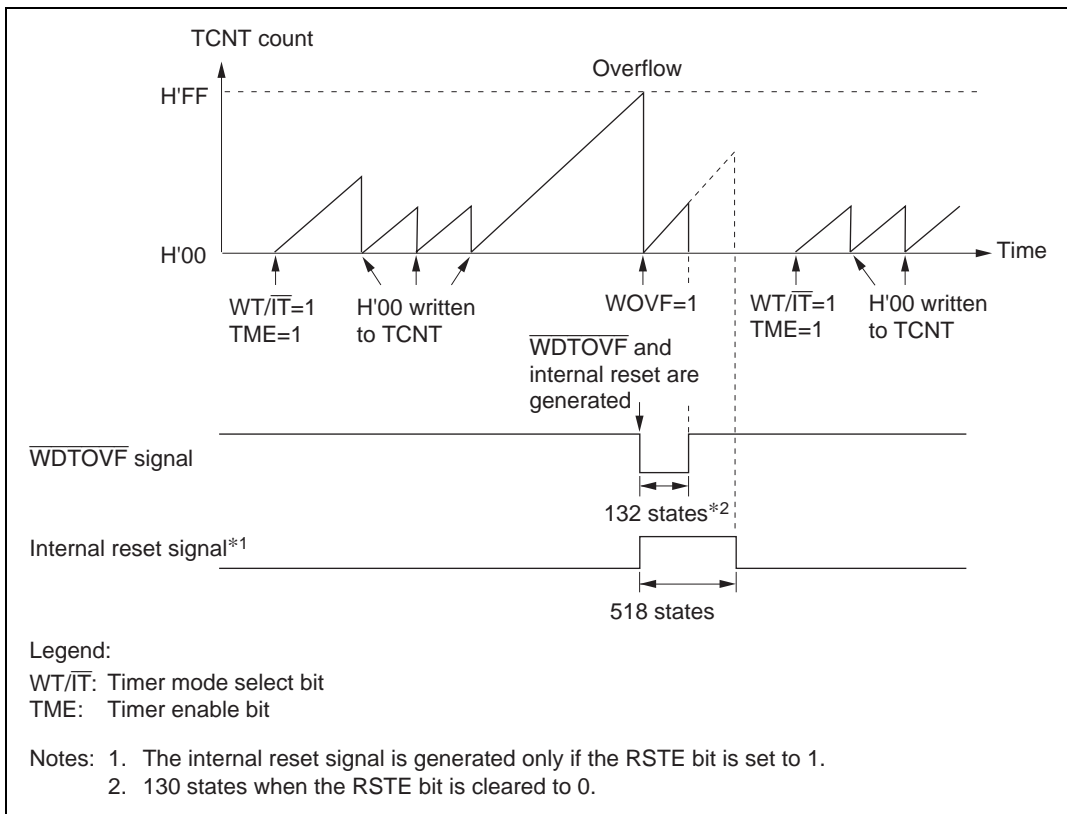 TCNT count
Overflow
H'FF
H'00
Time
WT/IT=1
TME=1
H'00 written
to TCNT
WOVF=1
WT/IT=1
TME=1
H'00 written
to TCNT
WDTOVF and
internal reset are
generated
WDTOVF signal
132 states*2
Internal reset signal*1
518 states
Legend:
WT/IT: Timer mode select bit
TME: Timer enable bit
Notes: 1. The internal reset signal is generated only if the RSTE bit is set to 1.
2. 130 states when the RSTE bit is cleared to 0.